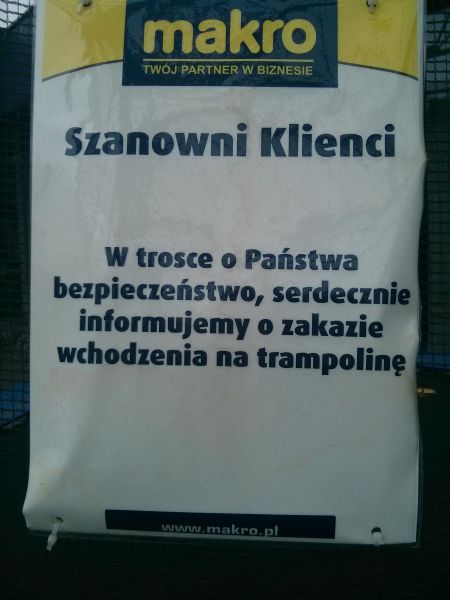 makro
TWÓJ PARTNER W BIZNESIE
Szanowni Klienci
W trosce o Państwa
bezpieczeństwo, serdecznie
informujemy o zakazie
wchodzenia na trampolinę
www.makro.pl